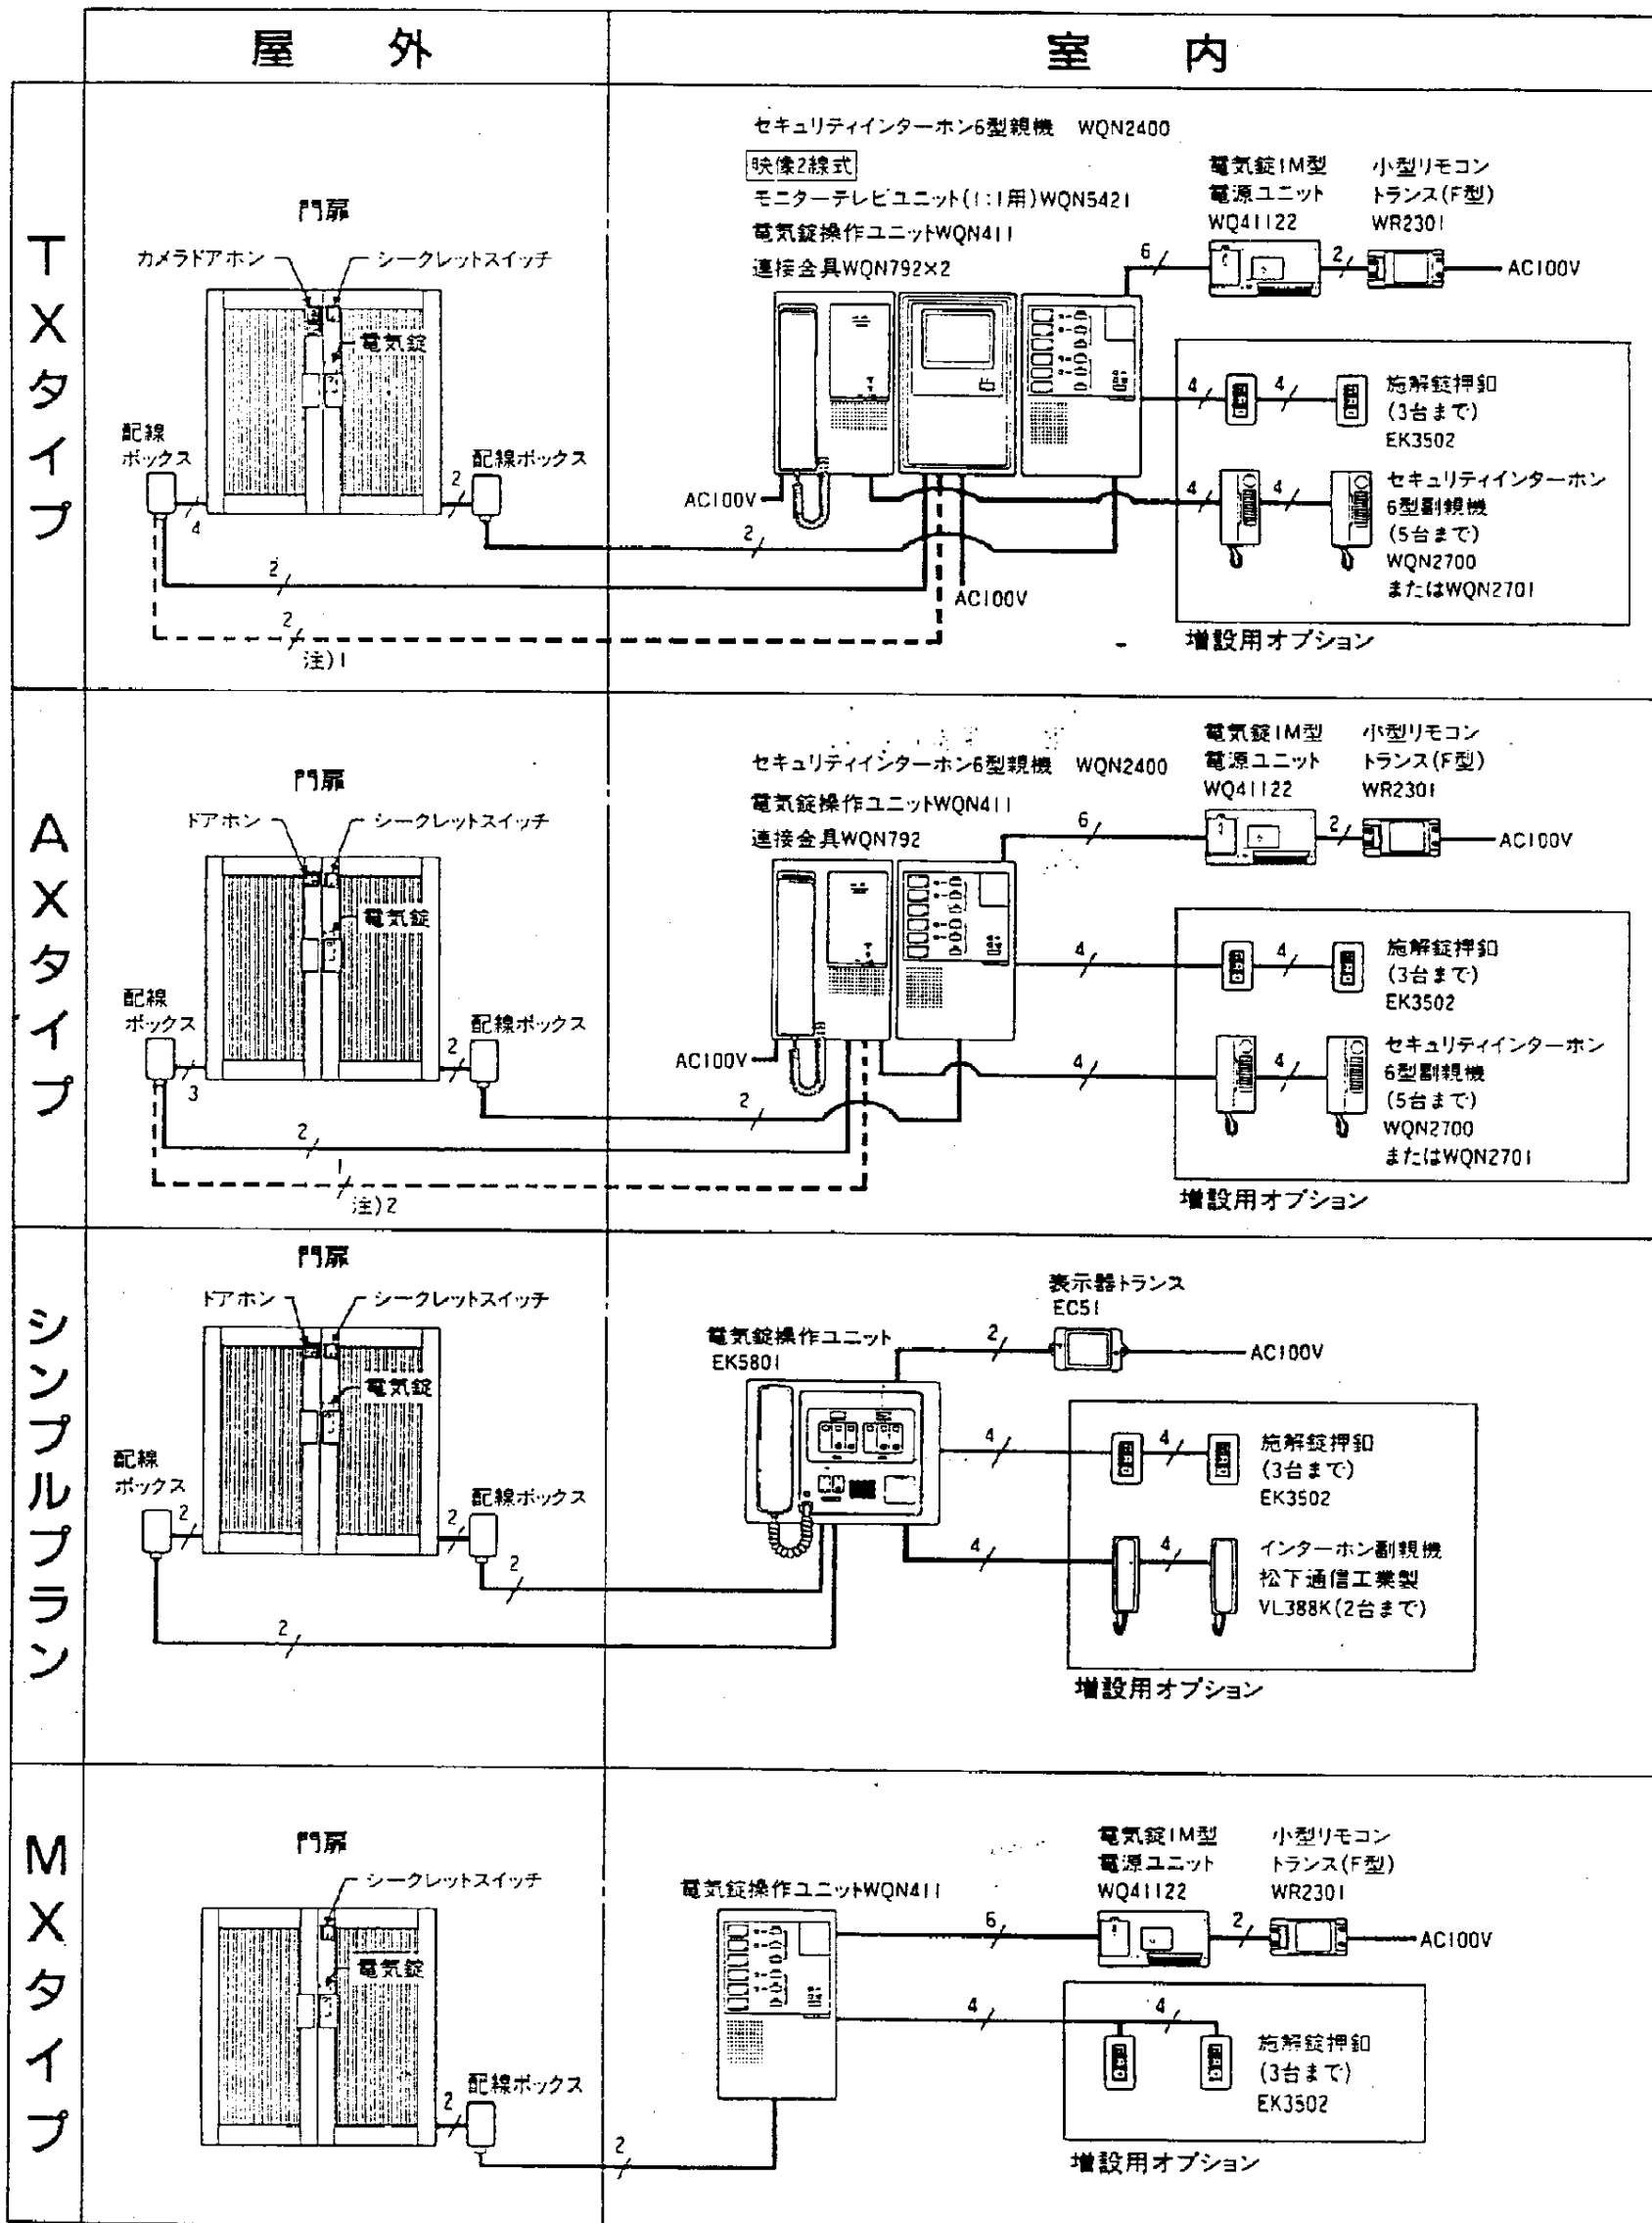 屋外
室内
TXタイプ
門扉
カメラドアホン
シークレットスイッチ
電気錠
配線
ボックス
配線ボックス
4
2
2
2
2
注)1
セキュリティインターホン6型親機 WQN2400
映像2線式
モニターテレビユニット(1:1用)WQN5421
電気錠操作ユニットWQN411
連接金具WQN792×2
AC100V
AC100V
6
電気錠1M型
電源ユニット
WQ41122
2
小型リモコン
トランス(F型)
WR2301
AC100V
4
4
施解錠押釦
(3台まで)
EK3502
4
4
セキュリティインターホン
6型副親機
(5台まで)
WQN2700
またはWQN2701
増設用オプション
AXタイプ
門扉
ドアホン
シークレットスイッチ
電気錠
配線
ボックス
配線ボックス
3
2
2
2
1
注)2
セキュリティインターホン6型親機 WQN2400
電気錠操作ユニットWQN411
連接金具WQN792
AC100V
6
電気錠1M型
電源ユニット
WQ41122
2
小型リモコン
トランス(F型)
WR2301
AC100V
4
4
施解錠押釦
(3台まで)
EK3502
4
4
セキュリティインターホン
6型副親機
(5台まで)
WQN2700
またはWQN2701
増設用オプション
シンプルプラン
門扉
ドアホン
シークレットスイッチ
電気錠
配線
ボックス
配線ボックス
2
2
2
2
電気錠操作ユニット
EK5801
2
表示器トランス
EC51
AC100V
4
4
施解錠押釦
(3台まで)
EK3502
4
4
インターホン副親機
松下通信工業製
VL388K(2台まで)
増設用オプション
MXタイプ
門扉
シークレットスイッチ
電気錠
配線ボックス
2
2
電気錠操作ユニットWQN411
6
電気錠1M型
電源ユニット
WQ41122
2
小型リモコン
トランス(F型)
WR2301
AC100V
4
4
施解錠押釦
(3台まで)
EK3502
増設用オプション